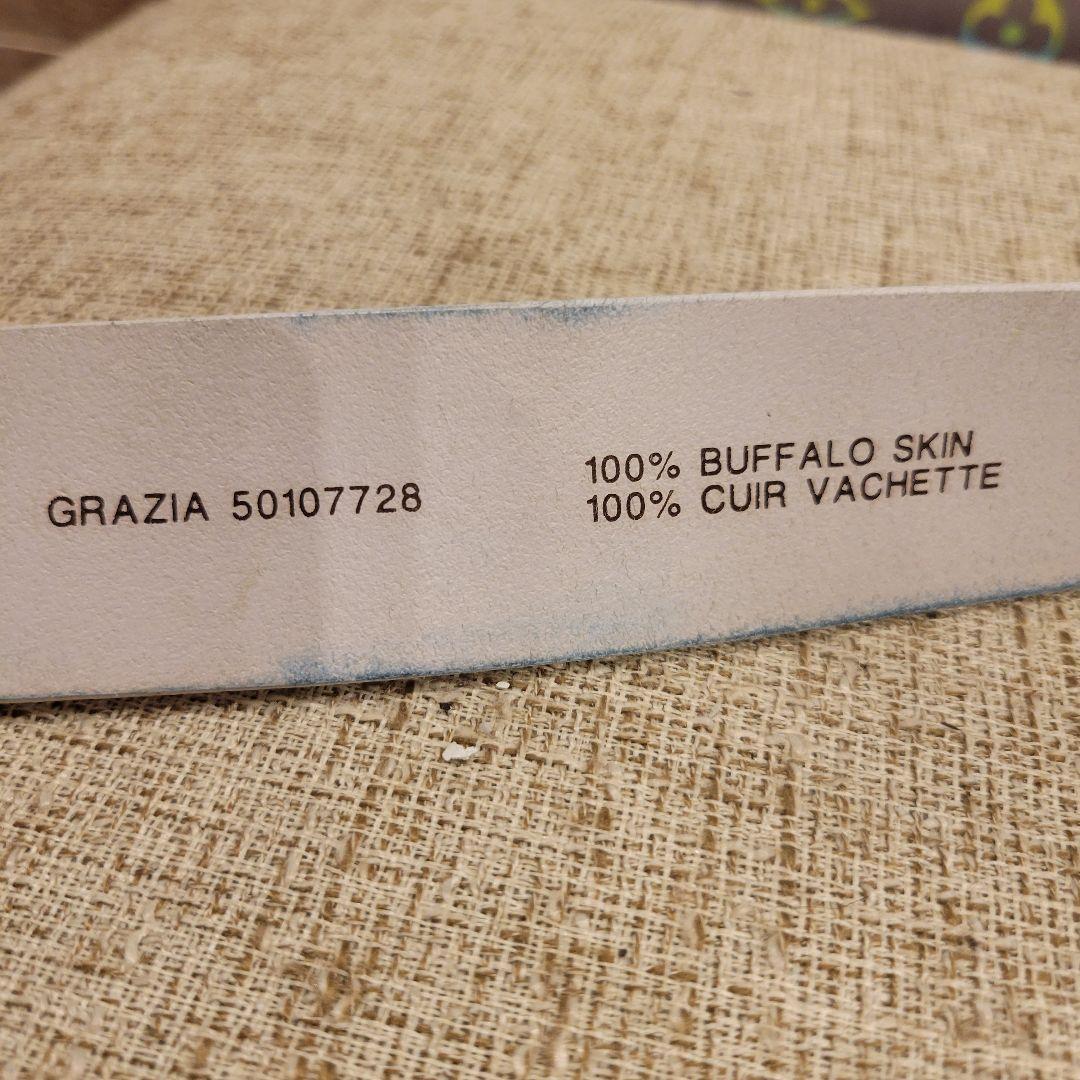 GRAZIA 50107728
100% BUFFALO SKIN
100% CUIR VACHETTE